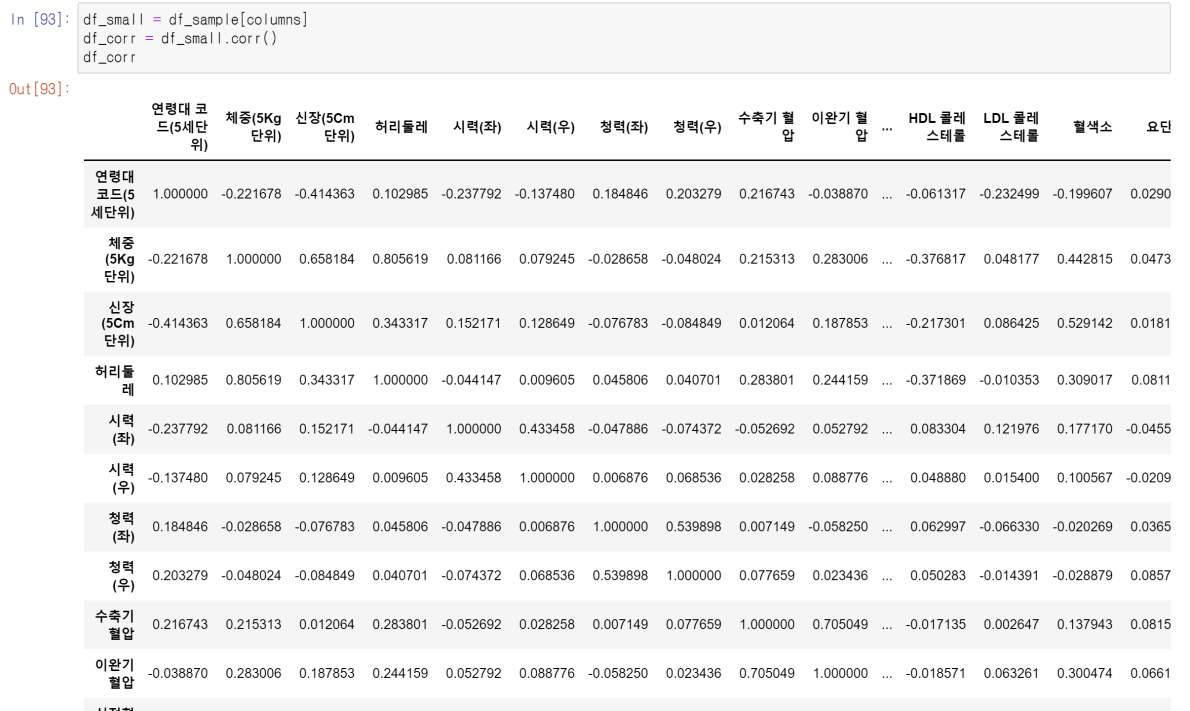 In [93]: df_small = df_sample[columns]
df_corr = df_small.corr()
df_corr
Out[93]:
연령대 코드(5세단위) 체중(5Kg 단위) 신장(5Cm 단위) 허리둘레 시력(좌) 시력(우) 청력(좌) 청력(우) 수축기 혈압 이완기 혈압 ... HDL 콜레스테롤 LDL 콜레스테롤 혈색소 요단
연령대 코드(5세단위) 1.000000 -0.221678 -0.414363 0.102985 -0.237792 -0.137480 0.184846 0.203279 0.216743 -0.038870 ... -0.061317 -0.232499 -0.199607 0.0290
체중(5Kg 단위) -0.221678 1.000000 0.658184 0.805619 0.081166 0.079245 -0.028658 -0.048024 0.215313 0.283006 ... -0.376817 0.048177 0.442815 0.0473
신장(5Cm 단위) -0.414363 0.658184 1.000000 0.343317 0.152171 0.128649 -0.076783 -0.084849 0.012064 0.187853 ... -0.217301 0.086425 0.529142 0.0181
허리둘레 0.102985 0.805619 0.343317 1.000000 -0.044147 0.009605 0.045806 0.040701 0.283801 0.244159 ... -0.371869 -0.010353 0.309017 0.0811
시력(좌) -0.237792 0.081166 0.152171 -0.044147 1.000000 0.433458 -0.047886 -0.074372 -0.052692 0.052792 ... 0.083304 0.121976 0.177170 -0.0455
시력(우) -0.137480 0.079245 0.128649 0.009605 0.433458 1.000000 0.006876 0.068536 0.028258 0.088776 ... 0.048880 0.015400 0.100567 -0.0209
청력(좌) 0.184846 -0.028658 -0.076783 0.045806 -0.047886 0.006876 1.000000 0.539898 0.007149 -0.058250 ... 0.062997 -0.066330 -0.020269 0.0365
청력(우) 0.203279 -0.048024 -0.084849 0.040701 -0.074372 0.068536 0.539898 1.000000 0.077659 0.023436 ... 0.050283 -0.014391 -0.028879 0.0857
수축기 혈압 0.216743 0.215313 0.012064 0.283801 -0.052692 0.028258 0.007149 0.077659 1.000000 0.705049 ... -0.017135 0.002647 0.137943 0.0815
이완기 혈압 -0.038870 0.283006 0.187853 0.244159 0.052792 0.088776 -0.058250 0.023436 0.705049 1.000000 ... -0.018571 0.063261 0.300474 0.0661